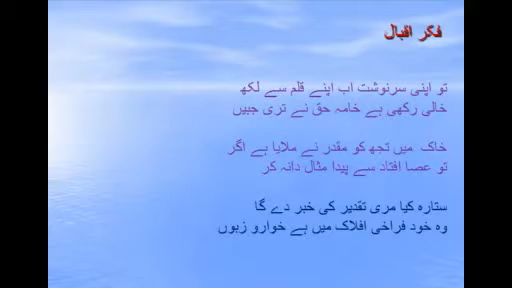 فکر اقبال
تو اپنی سرنوشت اب اپنے قلم سے لکھ
خالی رکھی ہے خامہ حق نے تری جبیں
خاک میں تجھ کو مقدر نے ملایا ہے اگر
تو عصا افتاد سے پیدا مثال دانہ کر
ستارہ کیا مری تقدیر کی خبر دے گا
وہ خود فراخی افلاک میں ہے خوارو زبوں